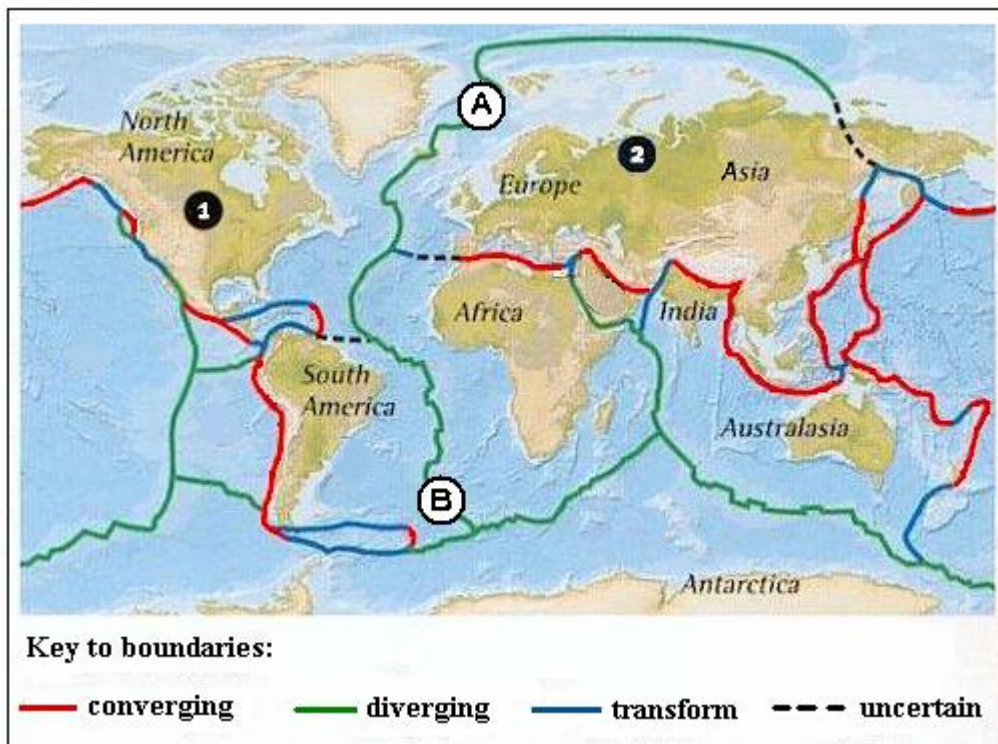 A
North
America
2
Asia
Europe
1
Africa
India
South
America
Australasia
B
Antarctica
Key to boundaries:
converging
diverging
transform
uncertain